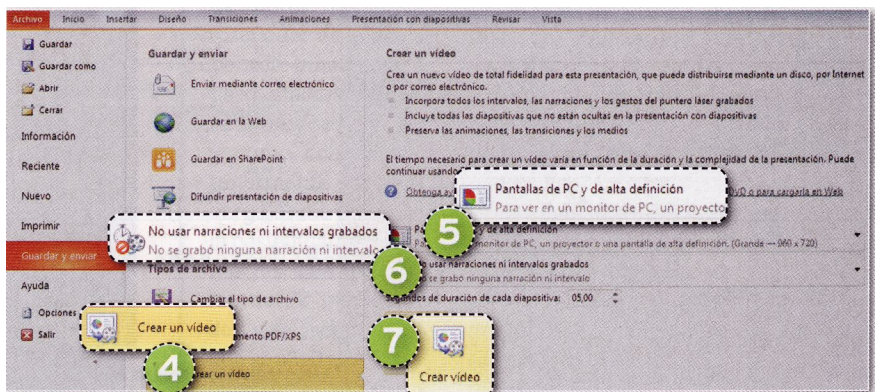 Archivo Inicio Insertar Diseño Transiciones Animaciones Presentación con diapositivas Revisar Vista
Guardar
Guardar como
Abrir
Cerrar
Información
Reciente
Nuevo
Imprimir
Guardar y enviar
Ayuda
Opciones
Salir
Guardar y enviar
Enviar mediante correo electrónico
Guardar en la Web
Guardar en SharePoint
Difundir presentación de diapositivas
No usar narraciones ni intervalos grabados
No se grabó ninguna narración ni intervalo
6
Tipos de archivo
Cambiar el tipo de archivo
Crear un vídeo
4
PDF/XPS
Crear un vídeo
Crear un vídeo
Crea un nuevo vídeo de total fidelidad para esta presentación, que pueda distribuirse mediante un disco, por Internet
o por correo electrónico.
Incorpora todos los intervalos, las narraciones y los gestos del puntero láser grabados
Incluye todas las diapositivas que no están ocultas en la presentación con diapositivas
Preserva las animaciones, las transiciones y los medios
El tiempo necesario para crear un vídeo varía en función de la duración y la complejidad de la presentación. Puede
continuar usando
Obtenga DVD o para cargarla en Web
Pantallas de PC y de alta definición
Para ver en un monitor de PC, un proyecto
5
y de alta definición
monitor de PC, un proyector o una pantalla de alta definición. (Grande — 960 x 720)
usar narraciones ni intervalos grabados
se grabó ninguna narración ni intervalo
Segundos de duración de cada diapositiva: 05,00
7
Crear vídeo